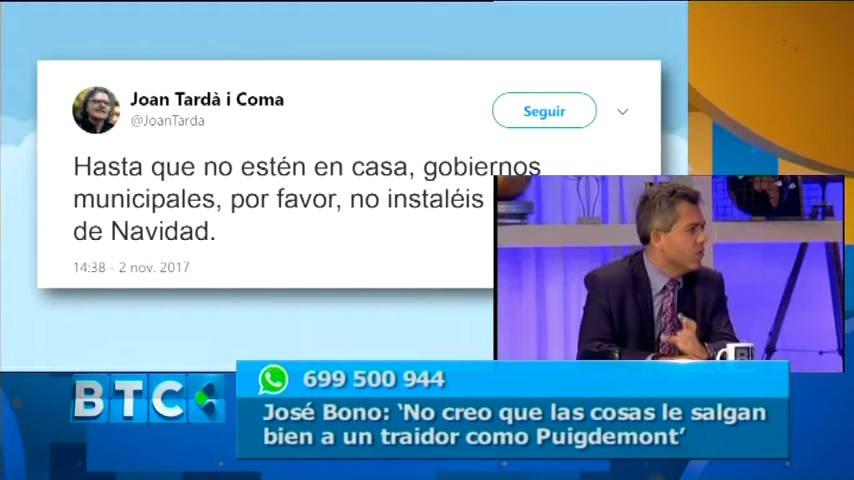 Joan Tardà i Coma
@JoanTarda
Seguir
Hasta que no estén en casa, gobiernos
municipales, por favor, no instaléis
de Navidad.
14:38 - 2 nov. 2017
699 500 944
BTC
José Bono: ‘No creo que las cosas le salgan
bien a un traidor como Puigdemont’